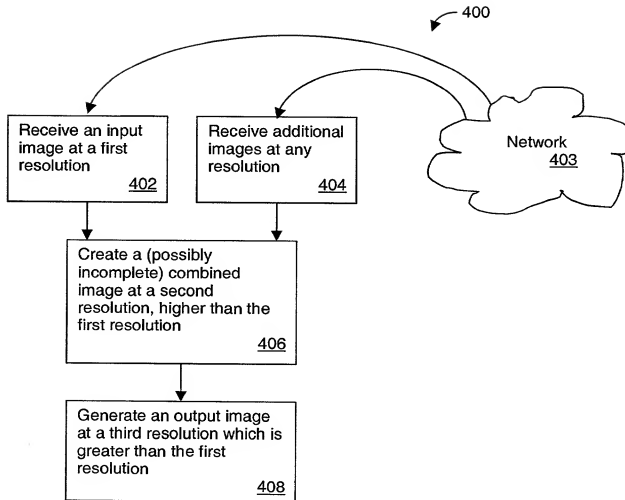 400
Receive an input
image at a first
resolution
402
Receive additional
images at any
resolution
404
Network
403
Create a (possibly
incomplete) combined
image at a second
resolution, higher than the
first resolution
406
Generate an output image
at a third resolution which is
greater than the first
resolution
408